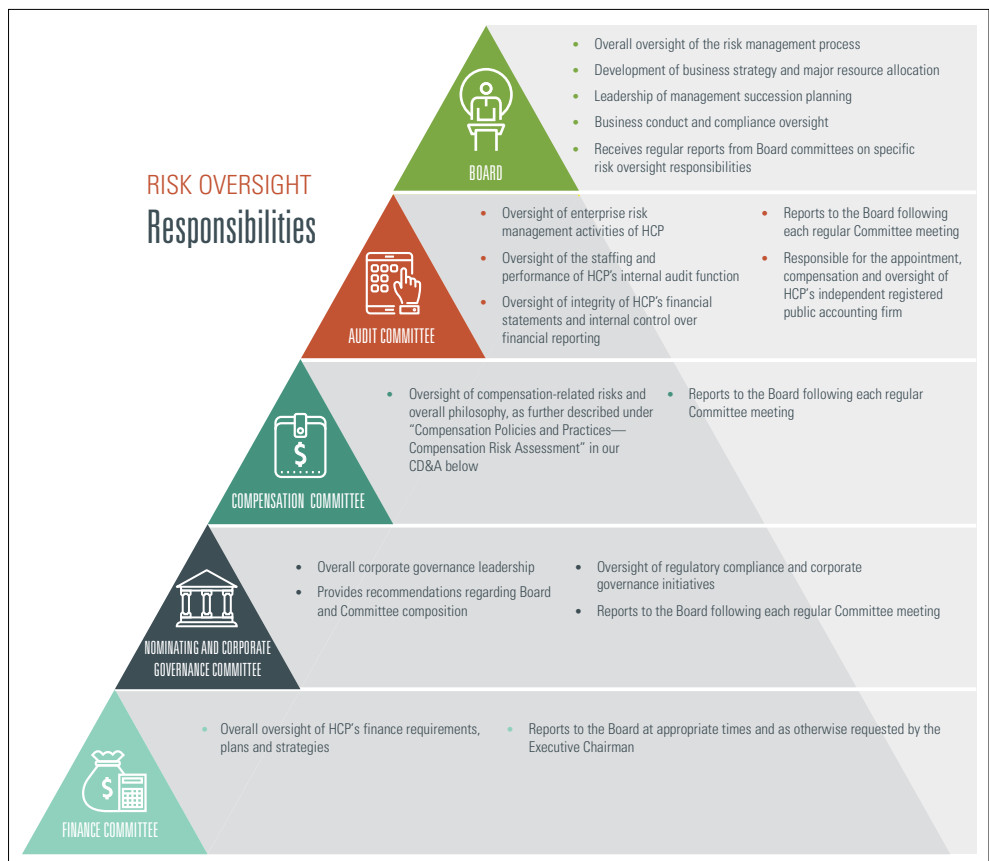 RISK OVERSIGHT
Responsibilities
BOARD
• Overall oversight of the risk management process
• Development of business strategy and major resource allocation
• Leadership of management succession planning
• Business conduct and compliance oversight
• Receives regular reports from Board committees on specific
risk oversight responsibilities
AUDIT COMMITTEE
• Oversight of enterprise risk
management activities of HCP
• Oversight of the staffing and
performance of HCP's internal audit function
• Oversight of integrity of HCP's financial
statements and internal control over
financial reporting
• Reports to the Board following
each regular Committee meeting
• Responsible for the appointment,
compensation and oversight of
HCP's independent registered
public accounting firm
COMPENSATION COMMITTEE
$
• Oversight of compensation-related risks and
overall philosophy, as further described under
"Compensation Policies and Practices—
Compensation Risk Assessment" in our
CD&A below
• Reports to the Board following each regular
Committee meeting
NOMINATING AND CORPORATE
GOVERNANCE COMMITTEE
• Overall corporate governance leadership
• Provides recommendations regarding Board
and Committee composition
• Oversight of regulatory compliance and corporate
governance initiatives
• Reports to the Board following each regular Committee meeting
$
FINANCE COMMITTEE
• Overall oversight of HCP's finance requirements,
plans and strategies
• Reports to the Board at appropriate times and as otherwise requested by the
Executive Chairman